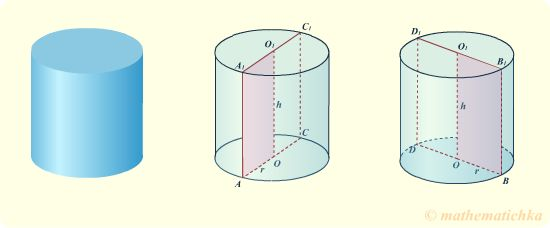 C₁
O₁
A₁
h
C
O
r
A
D₁
O₁
B₁
h
D
O
r
B
© mathematichka